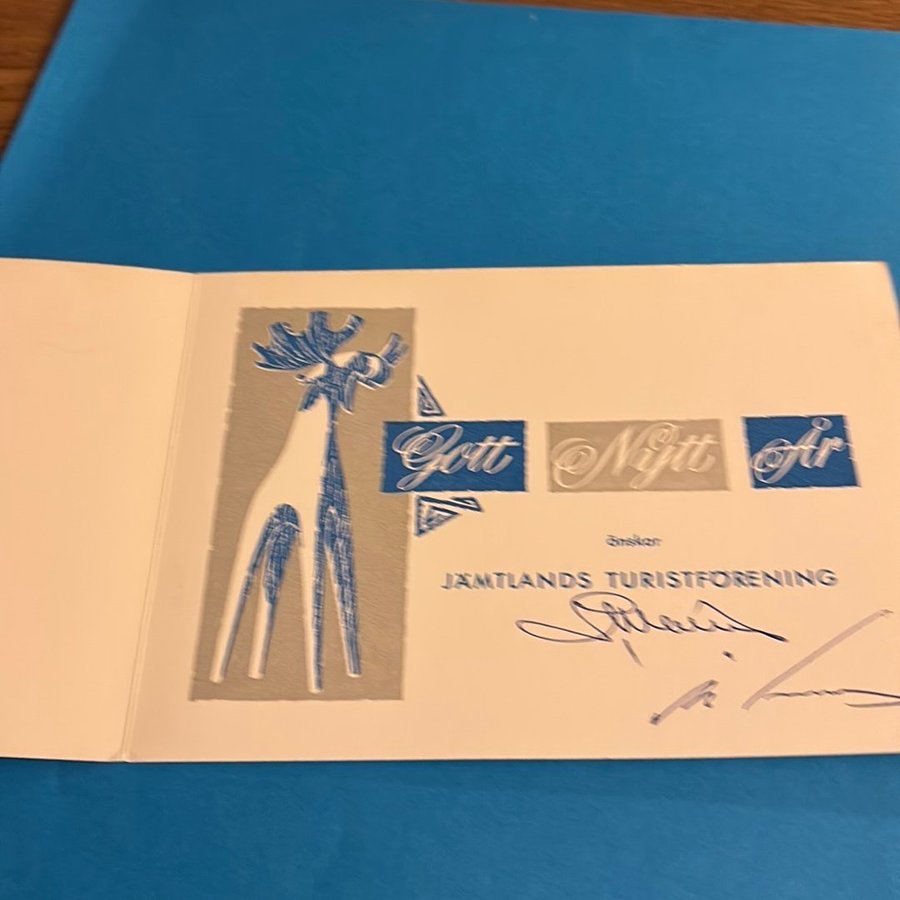 Gott Nytt År
önskar
JÄMTLANDS TURISTFÖRENING